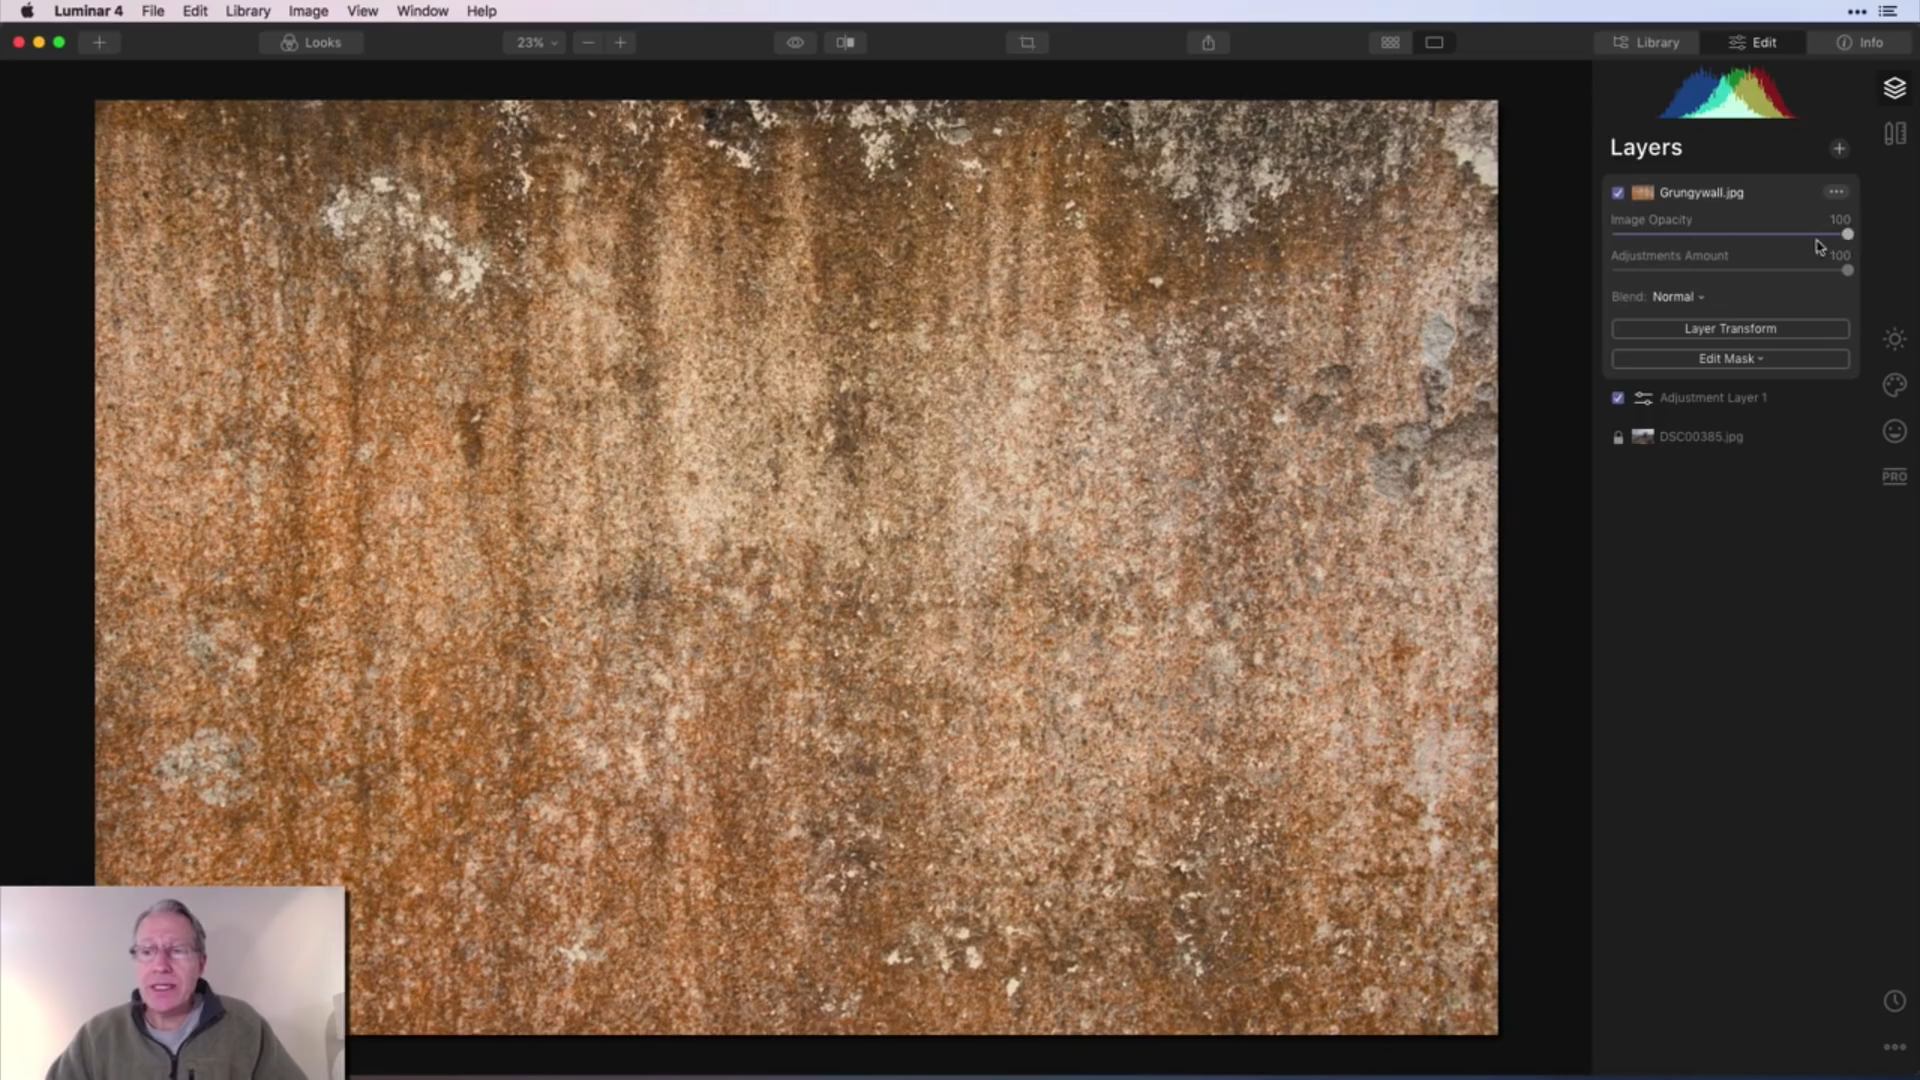 Luminar 4 File Edit Library Image View Window Help
Looks 23% Library Edit Info
Layers
Grungywall.jpg
Image Opacity 100
Adjustments Amount 100
Blend: Normal
Layer Transform
Edit Mask
Adjustment Layer 1
DSC00385.jpg
PRO